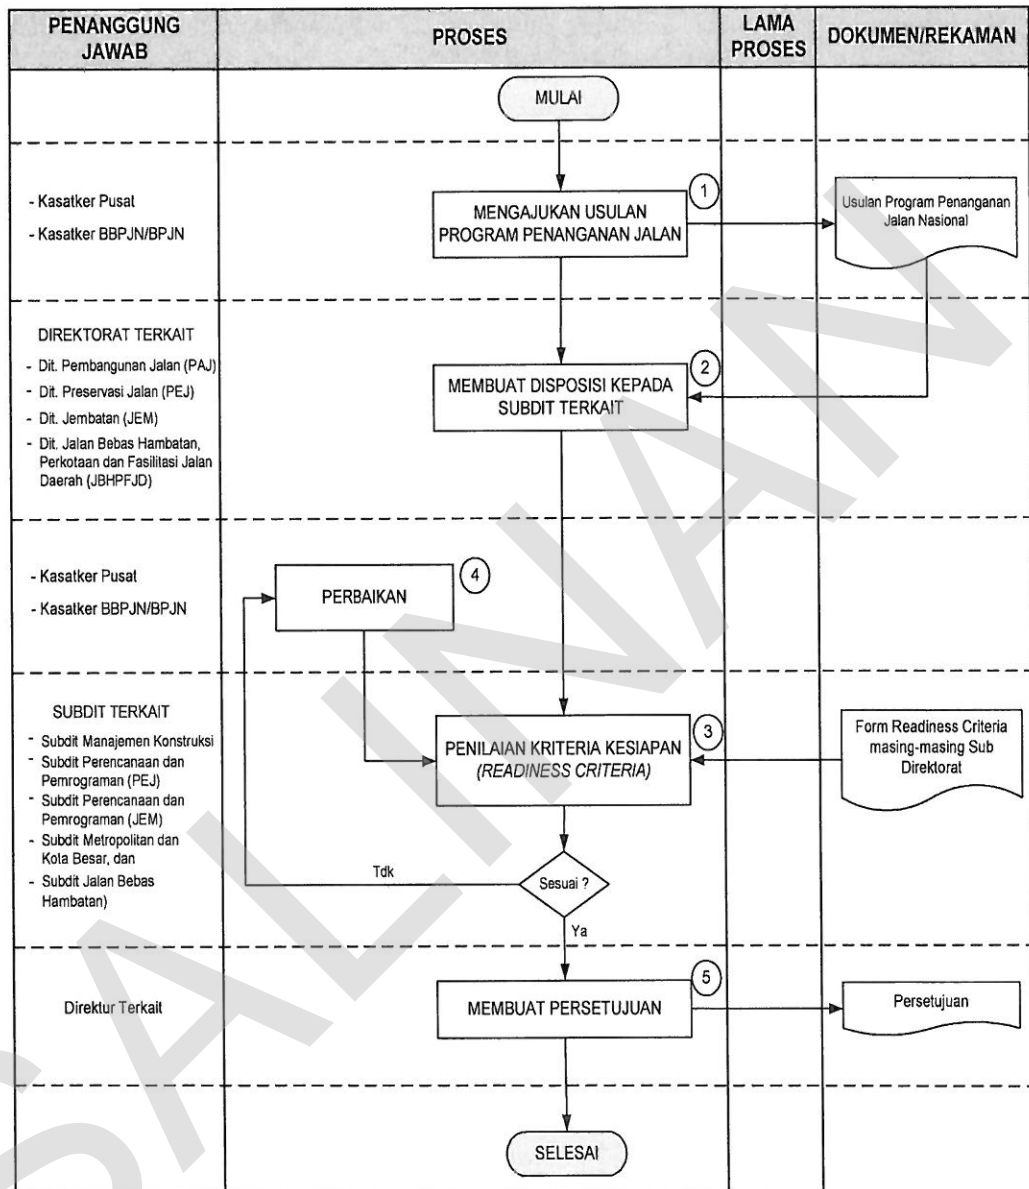 PENANGGUNG
JAWAB
PROSES
LAMA
PROSES
DOKUMEN/REKAMAN
MULAI
- Kasatker Pusat
- Kasatker BBPJN/BPJN
1
MENGAJUKAN USULAN
PROGRAM PENANGANAN JALAN
Usulan Program Penanganan
Jalan Nasional
DIREKTORAT TERKAIT
- Dit. Pembangunan Jalan (PAJ)
- Dit. Preservasi Jalan (PEJ)
- Dit. Jembatan (JEM)
- Dit. Jalan Bebas Hambatan,
Perkotaan dan Fasilitasi Jalan
Daerah (JBHPFJD)
2
MEMBUAT DISPOSISI KEPADA
SUBDIT TERKAIT
- Kasatker Pusat
- Kasatker BBPJN/BPJN
4
PERBAIKAN
SUBDIT TERKAIT
- Subdit Manajemen Konstruksi
- Subdit Perencanaan dan
Pemrograman (PEJ)
- Subdit Perencanaan dan
Pemrograman (JEM)
- Subdit Metropolitan dan
Kota Besar, dan
- Subdit Jalan Bebas
Hambatan)
3
PENILAIAN KRITERIA KESIAPAN
(READINESS CRITERIA)
Form Readiness Criteria
masing-masing Sub
Direktorat
Tdk
Sesuai ?
Ya
Direktur Terkait
5
MEMBUAT PERSETUJUAN
Persetujuan
SELESAI
SALINAN